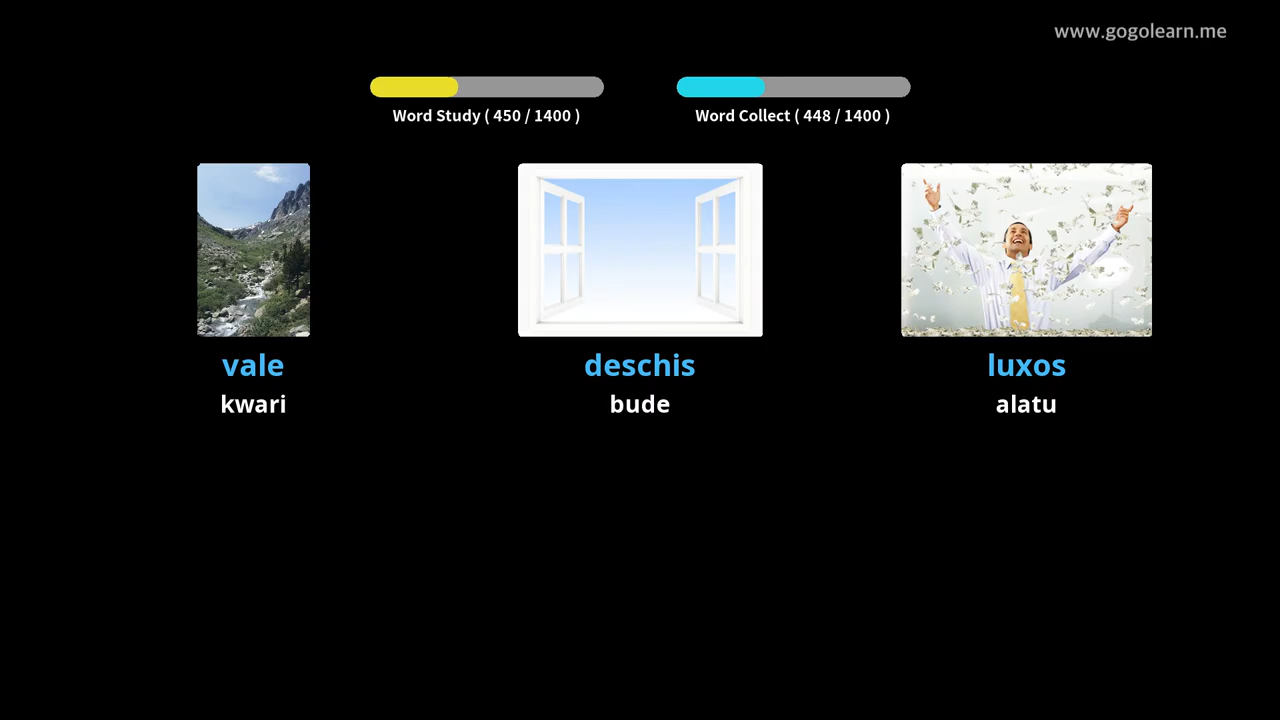 www.gogolearn.me
Word Study ( 450 / 1400 )
Word Collect ( 448 / 1400 )
vale
kwari
deschis
bude
luxos
alatu